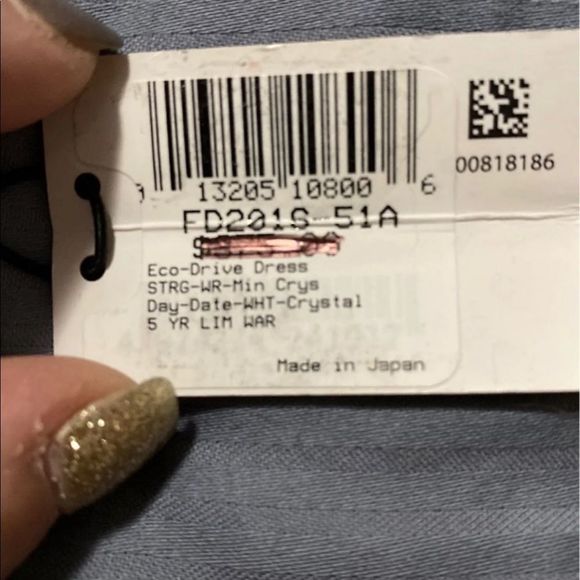 00818186
13205 10800 6
FD201S-51A
Eco-Drive Dress
STRG-WR-Min Crys
Day-Date-WHT-Crystal
5 YR LIM WAR
Made in Japan